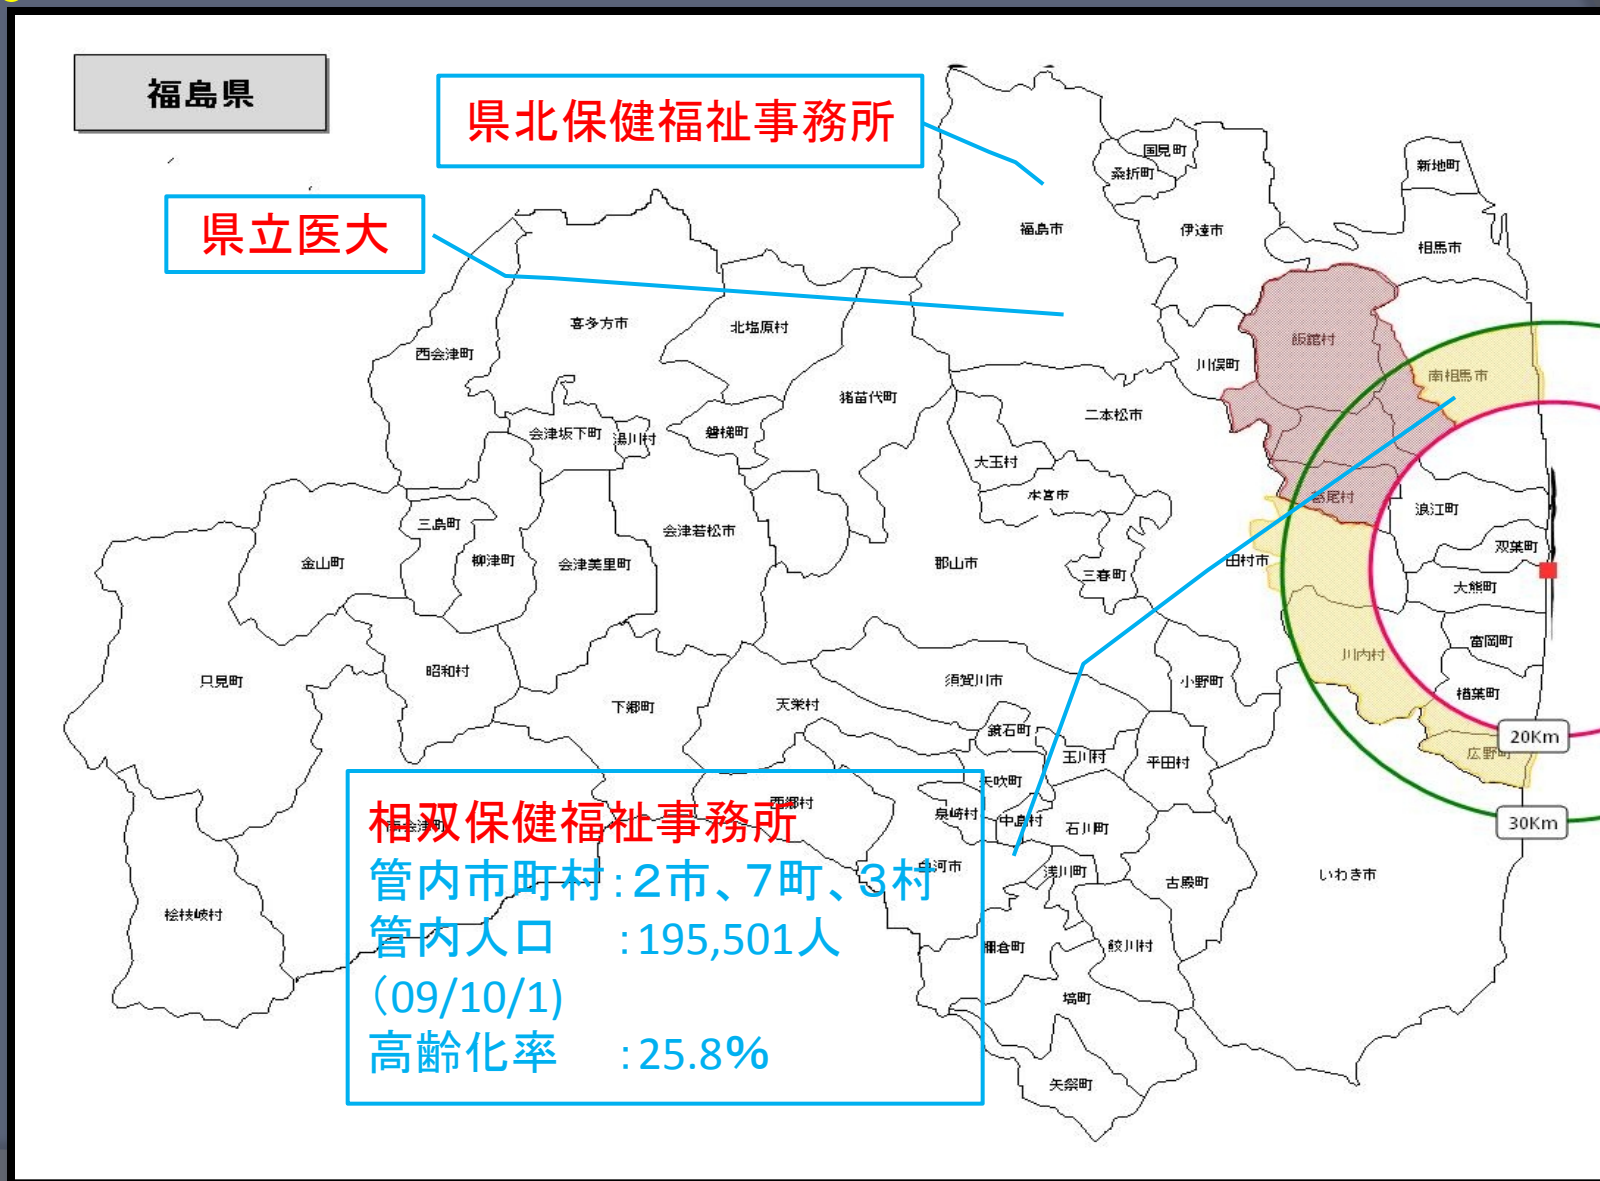 福島県
県北保健福祉事務所
県立医大
国見町
桑折町
新地町
福島市
伊達市
相馬市
喜多方市
北塩原村
西会津町
飯舘村
川俣町
南相馬市
猪苗代町
二本松市
会津坂下町
湯川村
磐梯町
大玉村
本宮市
葛尾村
浪江町
三島町
会津若松市
双葉町
金山町
柳津町
会津美里町
郡山市
三春町
田村市
大熊町
富岡町
川内村
只見町
昭和村
須賀川市
小野町
楢葉町
下郷町
天栄村
鏡石町
20Km
玉川村
平田村
広野町
矢吹町
西郷村
泉崎村
中島村
石川町
30Km
南会津町
白河市
浅川町
古殿町
いわき市
桧枝岐村
棚倉町
鮫川村
塙町
矢祭町
相双保健福祉事務所
管内市町村：２市、７町、３村
管内人口　：195,501人
（09/10/1)
高齢化率　：25.8%